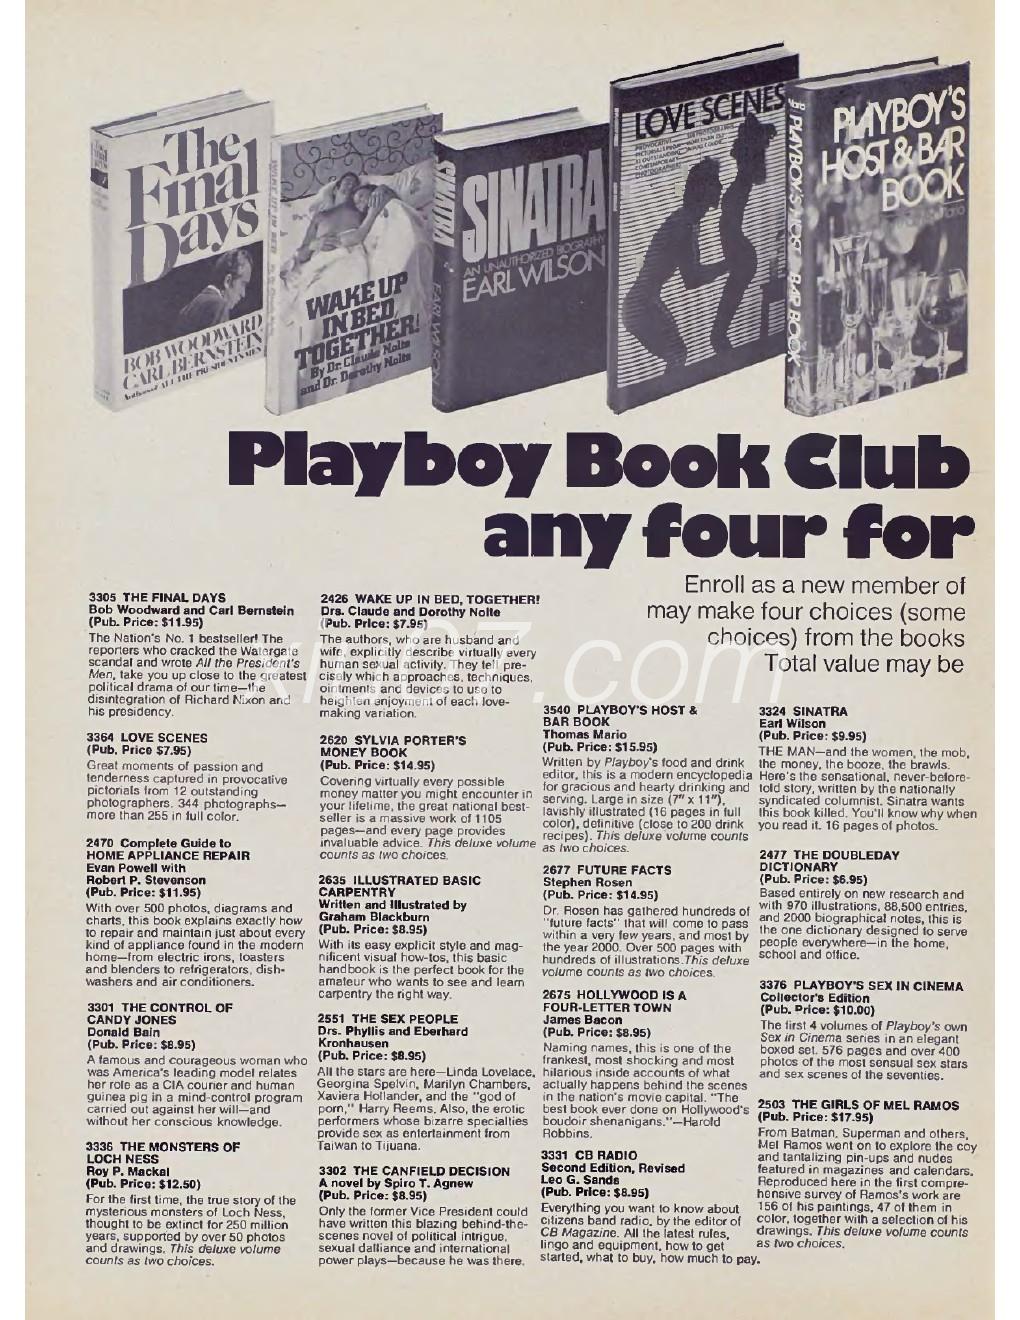 The
Final
Days
BOB WOODWARD
CARL BERNSTEIN
WAKE UP
IN BED,
TOGETHER!
By Dr. Claude Nolte
and Dr. Dorothy Nolte
SINATRA
SINATRA
AN UNAUTHORIZED BIOGRAPHY
EARL WILSON
EARL WILSON
LOVE SCENES
PLAYBOY'S
HOST & BAR
BOOK
PLAYBOY'S HOST & BAR BOOK
Playboy Book Club
any four for
Enroll as a new member of
may make four choices (some
choices) from the books
Total value may be
3305 THE FINAL DAYS
Bob Woodward and Carl Bernstein
(Pub. Price: $11.95)
The Nation's No. 1 bestseller! The
reporters who cracked the Watergate
scandal and wrote All the President's
Men, take you up close to the greatest
political drama of our time—the
disintegration of Richard Nixon and
his presidency.
3364 LOVE SCENES
(Pub. Price $7.95)
Great moments of passion and
tenderness captured in provocative
pictorials from 12 outstanding
photographers. 344 photographs—
more than 255 in full color.
2470 Complete Guide to
HOME APPLIANCE REPAIR
Evan Powell with
Robert P. Stevenson
(Pub. Price: $11.95)
With over 500 photos, diagrams and
charts, this book explains exactly how
to repair and maintain just about every
kind of appliance found in the modern
home—from electric irons, toasters
and blenders to refrigerators, dish-
washers and air conditioners.
3301 THE CONTROL OF
CANDY JONES
Donald Bain
(Pub. Price: $8.95)
A famous and courageous woman who
was America's leading model relates
her role as a CIA courier and human
guinea pig in a mind-control program
carried out against her will—and
without her conscious knowledge.
3336 THE MONSTERS OF
LOCH NESS
Roy P. Mackal
(Pub. Price: $12.50)
For the first time, the true story of the
mysterious monsters of Loch Ness,
thought to be extinct for 250 million
years, supported by over 50 photos
and drawings. This deluxe volume
counts as two choices.
2426 WAKE UP IN BED, TOGETHER!
Drs. Claude and Dorothy Nolte
(Pub. Price: $7.95)
The authors, who are husband and
wife, explicitly describe virtually every
human sexual activity. They tell pre-
cisely which approaches, techniques,
ointments and devices to use to
heighten enjoyment of each love-
making variation.
2620 SYLVIA PORTER'S
MONEY BOOK
(Pub. Price: $14.95)
Covering virtually every possible
money matter you might encounter in
your lifetime, the great national best-
seller is a massive work of 1105
pages—and every page provides
invaluable advice. This deluxe volume
counts as two choices.
2635 ILLUSTRATED BASIC
CARPENTRY
Written and Illustrated by
Graham Blackburn
(Pub. Price: $8.95)
With its easy explicit style and mag-
nificent visual how-tos, this basic
handbook is the perfect book for the
amateur who wants to see and learn
carpentry the right way.
2551 THE SEX PEOPLE
Drs. Phyllis and Eberhard
Kronhausen
(Pub. Price: $8.95)
All the stars are here—Linda Lovelace,
Georgina Spelvin, Marilyn Chambers,
Xaviera Hollander, and the "god of
porn," Harry Reems. Also, the erotic
performers whose bizarre specialties
provide sex as entertainment from
Taiwan to Tijuana.
3302 THE CANFIELD DECISION
A novel by Spiro T. Agnew
(Pub. Price: $8.95)
Only the former Vice President could
have written this blazing behind-the-
scenes novel of political intrigue,
sexual dalliance and international
power plays—because he was there.
3540 PLAYBOY'S HOST &
BAR BOOK
Thomas Mario
(Pub. Price: $15.95)
Written by Playboy's food and drink
editor, this is a modern encyclopedia
for gracious and hearty drinking and
serving. Large in size (7" x 11"),
lavishly illustrated (16 pages in full
color), definitive (close to 200 drink
recipes). This deluxe volume counts
as two choices.
2677 FUTURE FACTS
Stephen Rosen
(Pub. Price: $14.95)
Dr. Rosen has gathered hundreds of
"future facts" that will come to pass
within a very few years, and most by
the year 2000. Over 500 pages with
hundreds of illustrations. This deluxe
volume counts as two choices.
2675 HOLLYWOOD IS A
FOUR-LETTER TOWN
James Bacon
(Pub. Price: $8.95)
Naming names, this is one of the
frankest, most shocking and most
hilarious inside accounts of what
actually happens behind the scenes
in the nation's movie capital. "The
best book ever done on Hollywood's
boudoir shenanigans."—Harold
Robbins.
3331 CB RADIO
Second Edition, Revised
Leo G. Sands
(Pub. Price: $8.95)
Everything you want to know about
citizens band radio, by the editor of
CB Magazine. All the latest rules,
lingo and equipment, how to get
started, what to buy, how much to pay.
3324 SINATRA
Earl Wilson
(Pub. Price: $9.95)
THE MAN—and the women, the mob,
the money, the booze, the brawls.
Here's the sensational, never-before-
told story, written by the nationally
syndicated columnist. Sinatra wants
this book killed. You'll know why when
you read it. 16 pages of photos.
2477 THE DOUBLEDAY
DICTIONARY
(Pub. Price: $6.95)
Based entirely on new research and
with 970 illustrations, 88,500 entries,
and 2000 biographical notes, this is
the one dictionary designed to serve
people everywhere—in the home,
school and office.
3376 PLAYBOY'S SEX IN CINEMA
Collector's Edition
(Pub. Price: $10.00)
The first 4 volumes of Playboy's own
Sex in Cinema series in an elegant
boxed set. 576 pages and over 400
photos of the most sensual sex stars
and sex scenes of the seventies.
2503 THE GIRLS OF MEL RAMOS
(Pub. Price: $17.95)
From Batman, Superman and others,
Mel Ramos went on to explore the coy
and tantalizing pin-ups and nudes
featured in magazines and calendars.
Reproduced here in the first compre-
hensive survey of Ramos's work are
156 of his paintings, 47 of them in
color, together with a selection of his
drawings. This deluxe volume counts
as two choices.